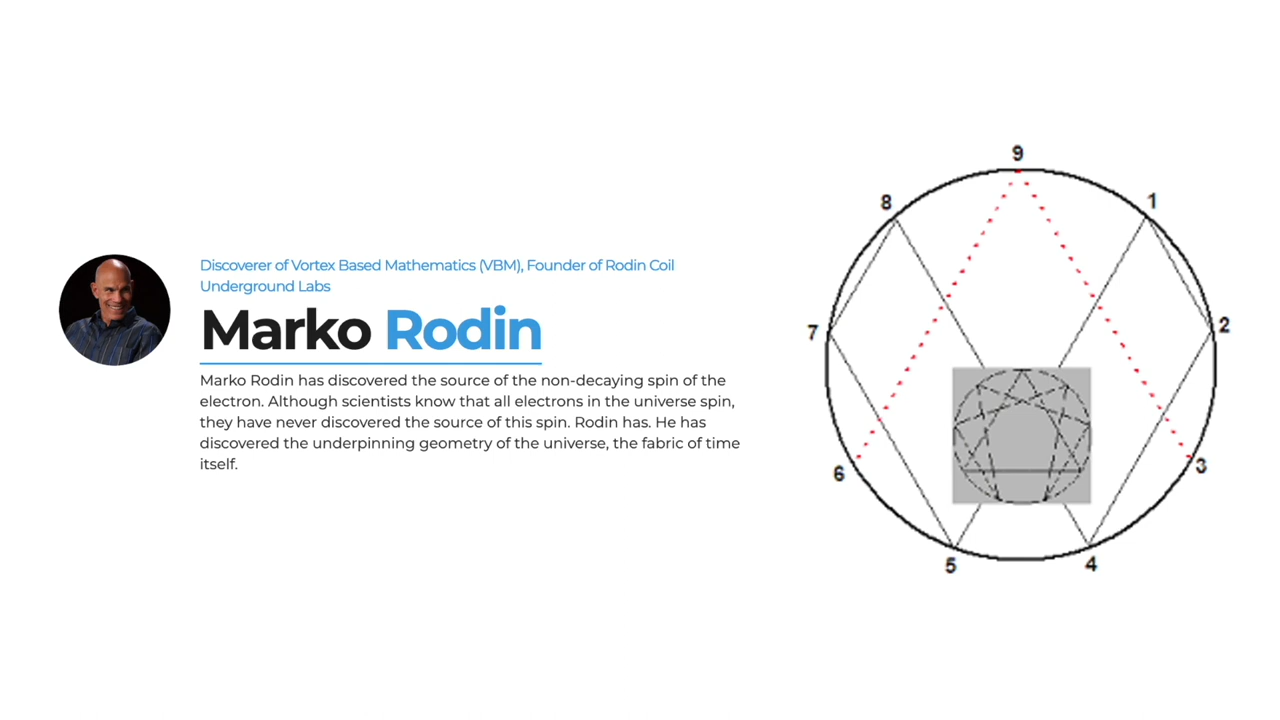 Discoverer of Vortex Based Mathematics (VBM), Founder of Rodin Coil
Underground Labs
Marko Rodin
Marko Rodin has discovered the source of the non-decaying spin of the
electron. Although scientists know that all electrons in the universe spin,
they have never discovered the source of this spin. Rodin has. He has
discovered the underpinning geometry of the universe, the fabric of time
itself.
9
8
1
7
2
6
3
5
4